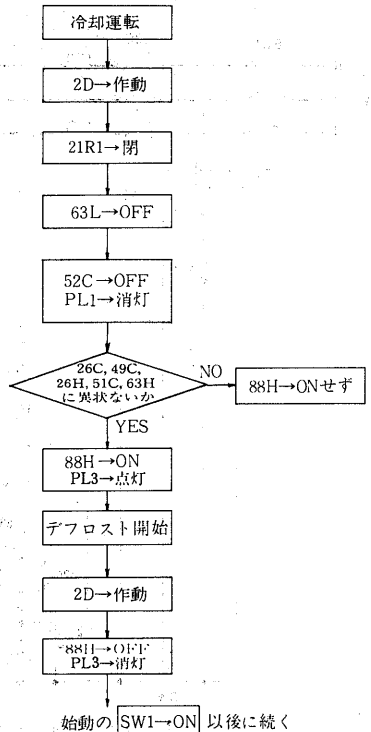 冷却運転
2D→作動
21R1→閉
63L→OFF
52C→OFF
PL1→消灯
26C, 49C,
26H, 51C, 63H
に異状ないか
NO
88H→ONせず
YES
88H→ON
PL3→点灯
デフロスト開始
2D→作動
88H→OFF
PL3→消灯
始動の SW1→ON 以後に続く